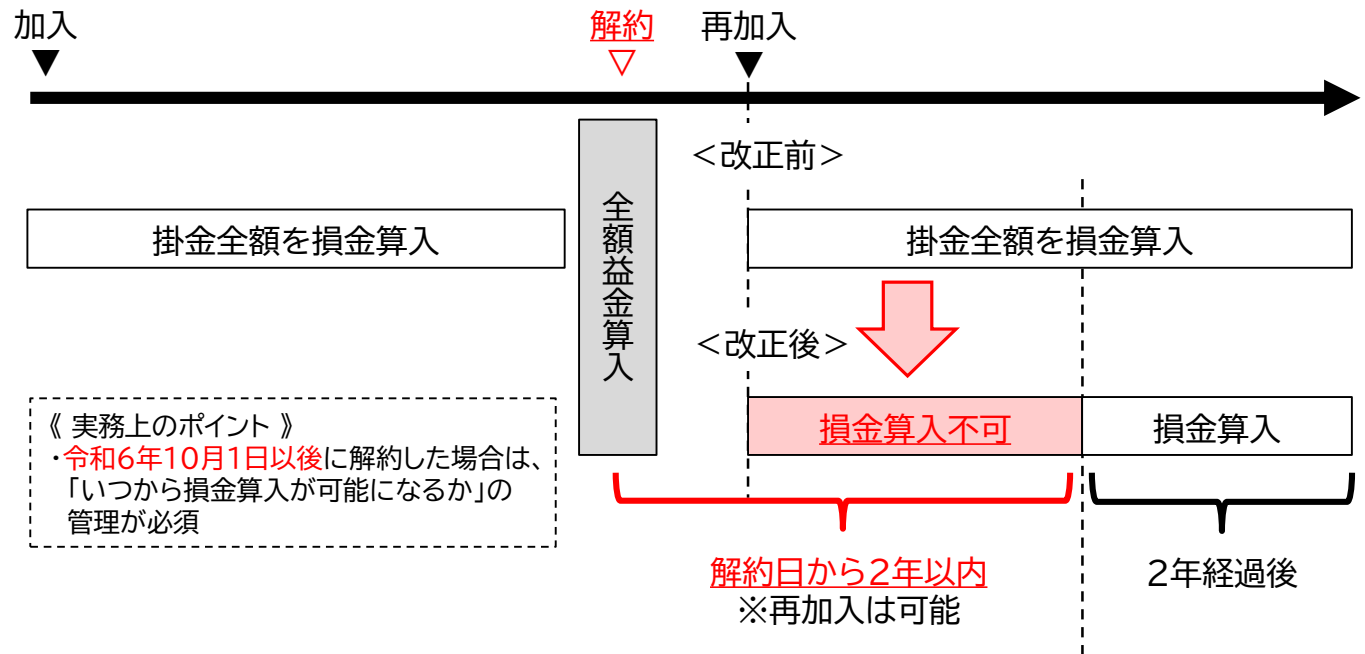 加入
解約
再加入
＜改正前＞
全額益金算入
掛金全額を損金算入
掛金全額を損金算入
＜改正後＞
損金算入不可
損金算入
《 実務上のポイント 》
・令和6年10月1日以後に解約した場合は、
「いつから損金算入が可能になるか」の
管理が必須
解約日から2年以内
※再加入は可能
2年経過後